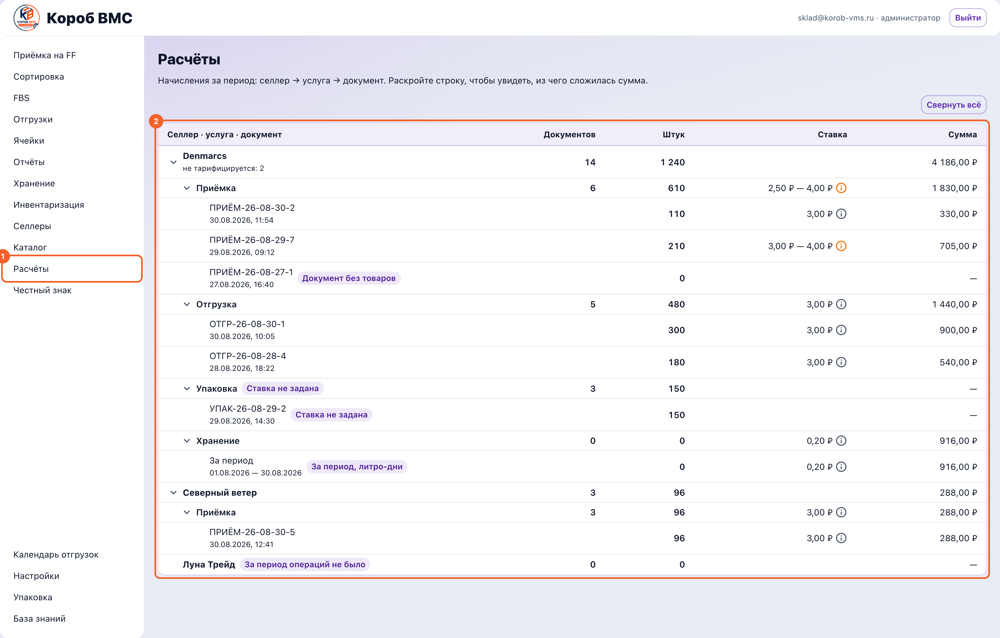 КОРОБ ВМС
Короб ВМС
sklad@korob-vms.ru · администратор
Выйти
Приёмка на FF
Сортировка
FBS
Отгрузки
Ячейки
Отчёты
Хранение
Инвентаризация
Селлеры
Каталог
1
Расчёты
Честный знак
Календарь отгрузок
Настройки
Упаковка
База знаний
Расчёты
Начисления за период: селлер → услуга → документ. Раскройте строку, чтобы увидеть, из чего сложилась сумма.
Свернуть всё
2
Селлер · услуга · документ Документов Штук Ставка Сумма
Denmarcs 14 1 240 4 186,00 ₽
не тарифицируется: 2
Приёмка 6 610 2,50 ₽ — 4,00 ₽ 1 830,00 ₽
ПРИЁМ-26-08-30-2 110 3,00 ₽ 330,00 ₽
30.08.2026, 11:54
ПРИЁМ-26-08-29-7 210 3,00 ₽ — 4,00 ₽ 705,00 ₽
29.08.2026, 09:12
ПРИЁМ-26-08-27-1 Документ без товаров 0 —
27.08.2026, 16:40
Отгрузка 5 480 3,00 ₽ 1 440,00 ₽
ОТГР-26-08-30-1 300 3,00 ₽ 900,00 ₽
30.08.2026, 10:05
ОТГР-26-08-28-4 180 3,00 ₽ 540,00 ₽
28.08.2026, 18:22
Упаковка Ставка не задана 3 150 —
УПАК-26-08-29-2 Ставка не задана 150 —
29.08.2026, 14:30
Хранение 0 0 0,20 ₽ 916,00 ₽
За период За период, литро-дни 0 0,20 ₽ 916,00 ₽
01.08.2026 — 30.08.2026
Северный ветер 3 96 288,00 ₽
Приёмка 3 96 3,00 ₽ 288,00 ₽
ПРИЁМ-26-08-30-5 96 3,00 ₽ 288,00 ₽
30.08.2026, 12:41
Луна Трейд За период операций не было 0 0 —